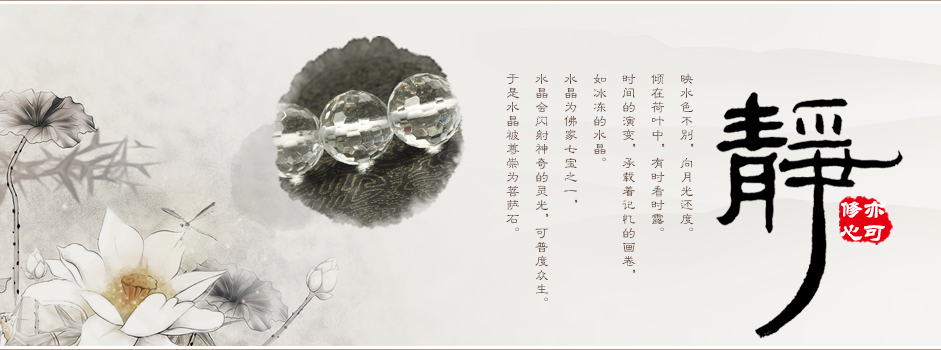 靜
亦可
修心
映水色不别，向月光还度。
倾在荷叶中，有时看时露。
时间的演变，承载着记忆的画卷，
如冰冻的水晶。
水晶为佛家七宝之一，
水晶会闪射神奇的灵光，可普度众生。
于是水晶被尊崇为菩萨石。